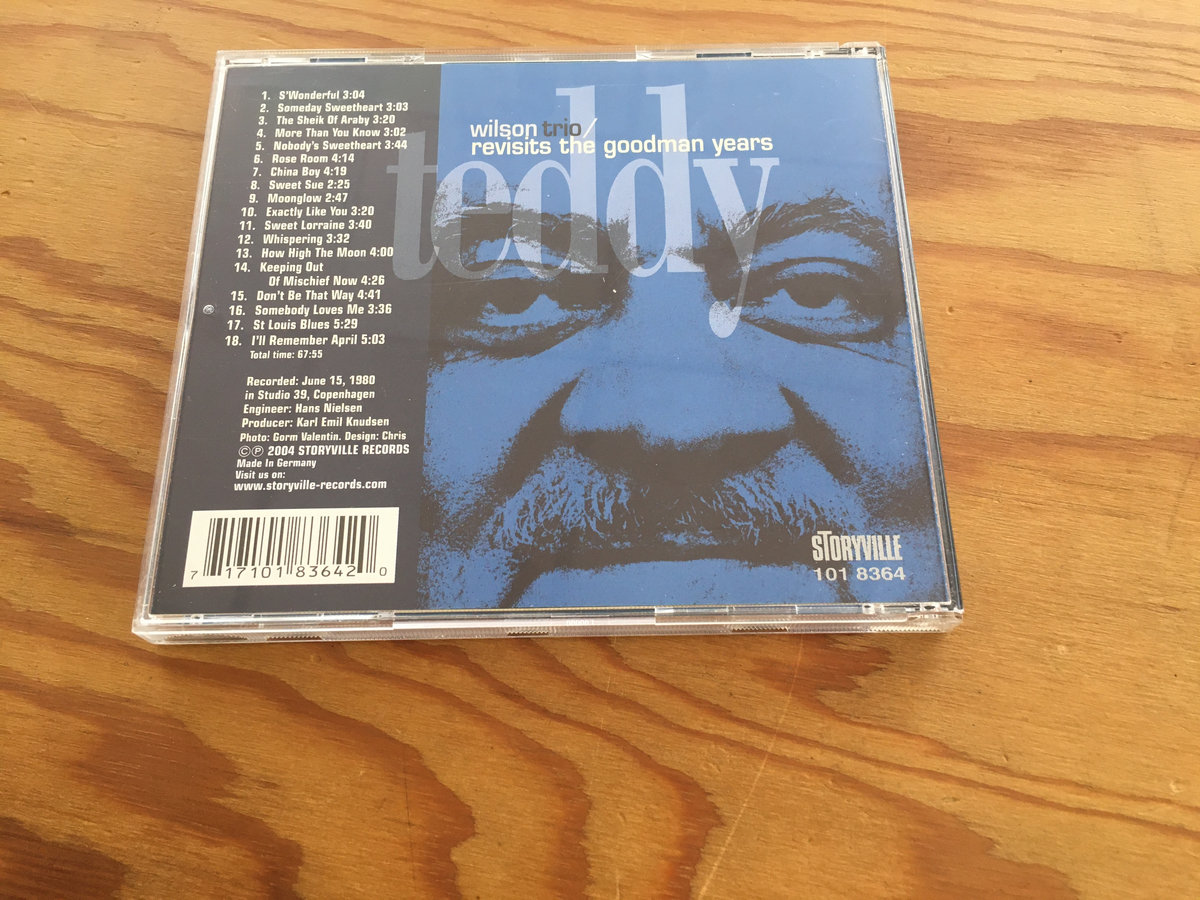 1. S'Wonderful 3:04
2. Someday Sweetheart 3:03
3. The Sheik Of Araby 3:20
4. More Than You Know 3:02
5. Nobody's Sweetheart 3:44
6. Rose Room 4:14
7. China Boy 4:19
8. Sweet Sue 2:25
9. Moonglow 2:47
10. Exactly Like You 3:20
11. Sweet Lorraine 3:40
12. Whispering 3:32
13. How High The Moon 4:00
14. Keeping Out
Of Mischief Now 4:26
15. Don't Be That Way 4:41
16. Somebody Loves Me 3:36
17. St Louis Blues 5:29
18. I'll Remember April 5:03
Total time: 67:55
Recorded: June 15, 1980
in Studio 39, Copenhagen
Engineer: Hans Nielsen
Producer: Karl Emil Knudsen
Photo: Gorm Valentin. Design: Chris
©℗ 2004 STORYVILLE RECORDS
Made In Germany
Visit us on:
www.storyville-records.com
7 17101 83642 0
teddy
wilson trio/
revisits the goodman years
STORYVILLE
101 8364